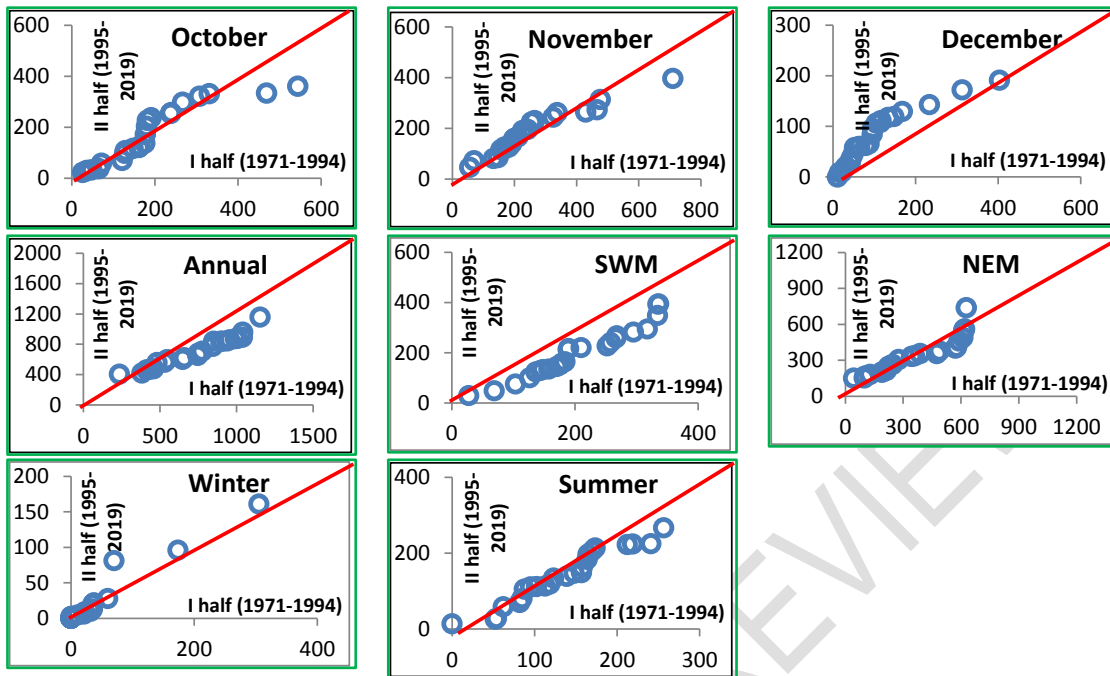 October
II half (1995-
2019)
I half (1971-1994)
600
400
200
0
0 200 400 600
November
II half (1995-
2019)
I half (1971-1994)
600
400
200
0
0 200 400 600 800
December
II half (1995-
2019)
I half (1971-1994)
300
200
100
0
0 200 400 600
Annual
II half (1995-
2019)
I half (1971-1994)
2000
1600
1200
800
400
0
0 500 1000 1500
SWM
II half (1995-
2019)
I half (1971-1994)
600
400
200
0
0 200 400
NEM
II half (1995-
2019)
I half (1971-1994)
1200
900
600
300
0
0 300 600 900 1200
Winter
II half (1995-
2019)
I half (1971-1994)
200
150
100
50
0
0 200 400
Summer
II half (1995-
2019)
I half (1971-1994)
400
200
0
0 100 200 300